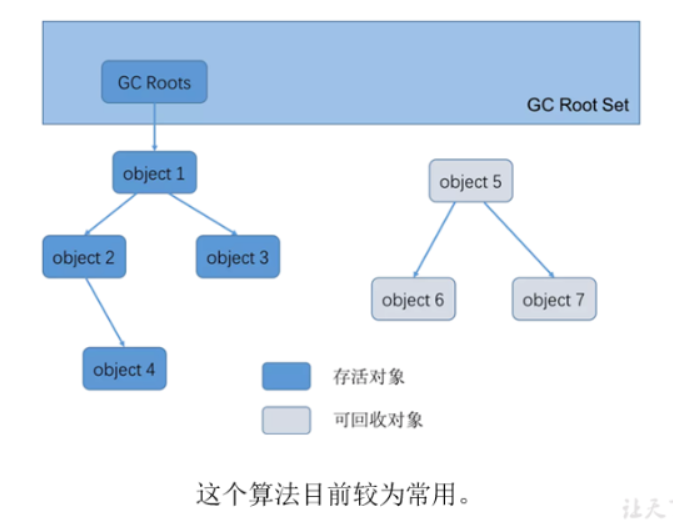 GC Roots
GC Root Set
object 1
object 5
object 2
object 3
object 6
object 7
object 4
存活对象
可回收对象
这个算法目前较为常用。
让天